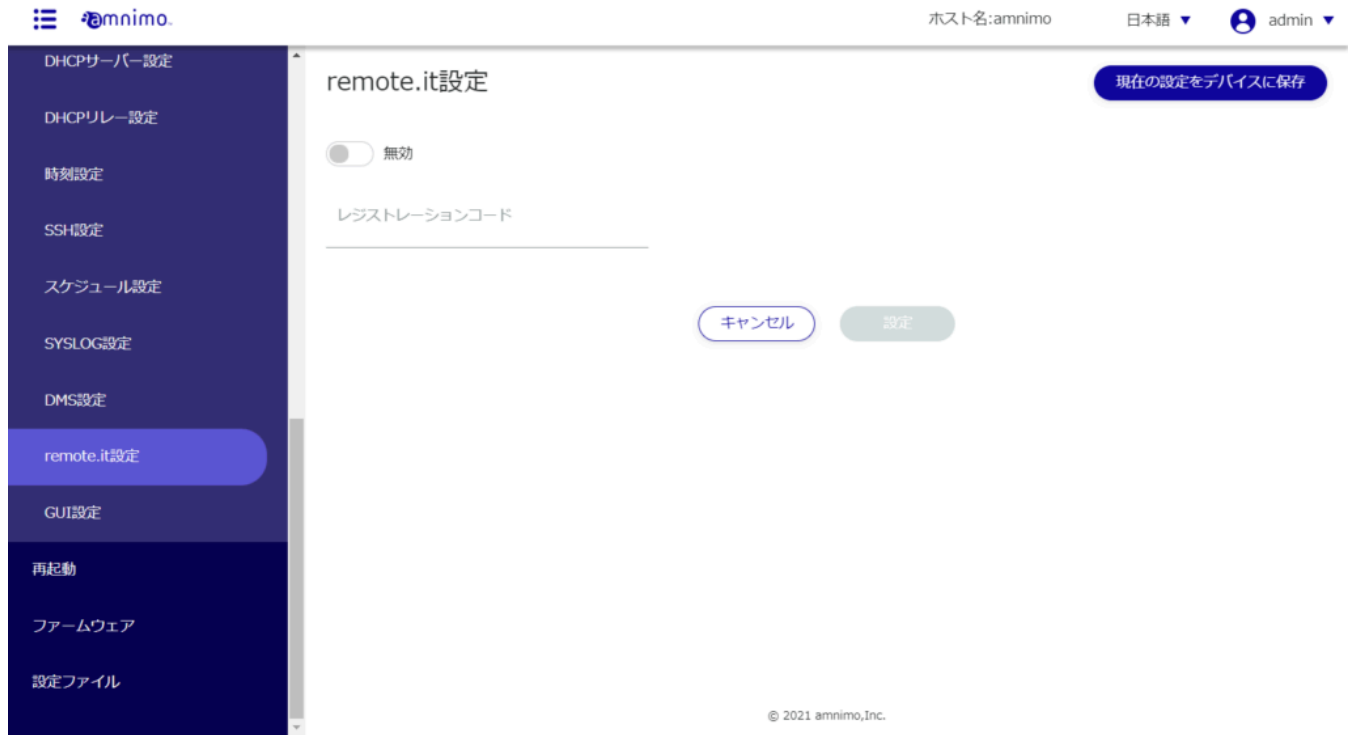 amnimo.
ホスト名:amnimo
日本語 ▼
admin ▼
DHCPサーバー設定
DHCPリレー設定
時刻設定
SSH設定
スケジュール設定
SYSLOG設定
DMS設定
remote.it設定
GUI設定
再起動
ファームウェア
設定ファイル
remote.it設定
現在の設定をデバイスに保存
無効
レジストレーションコード
キャンセル
設定
© 2021 amnimo,Inc.